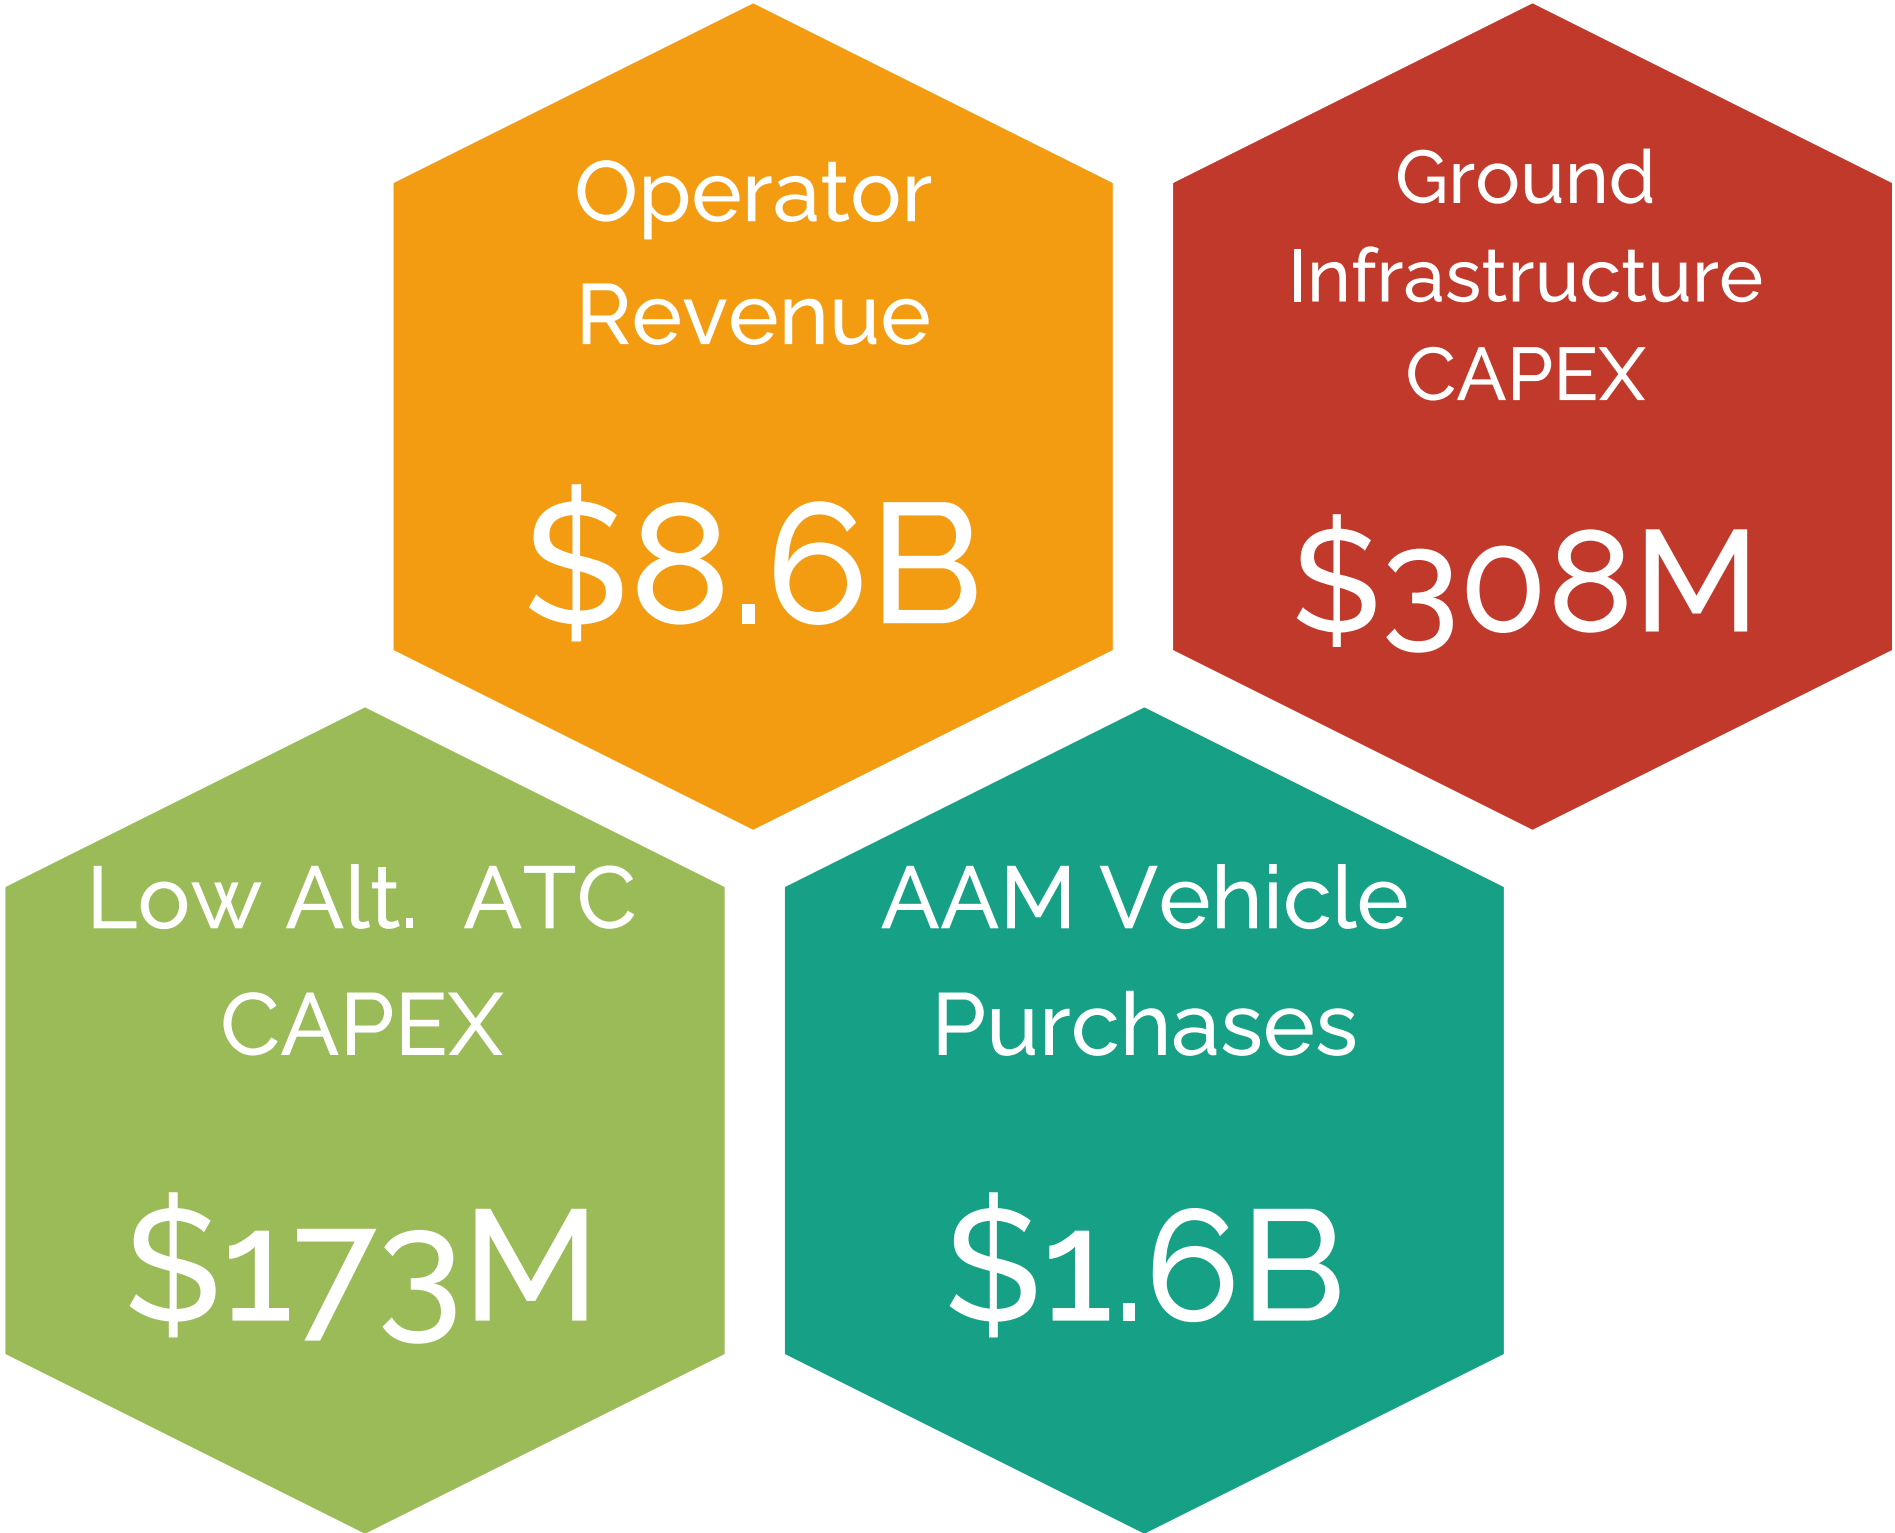 Operator
Revenue
$8.6B
Ground
Infrastructure
CAPEX
$308M
Low Alt.  ATC
CAPEX
$173M
AAM Vehicle
Purchases
$1.6B